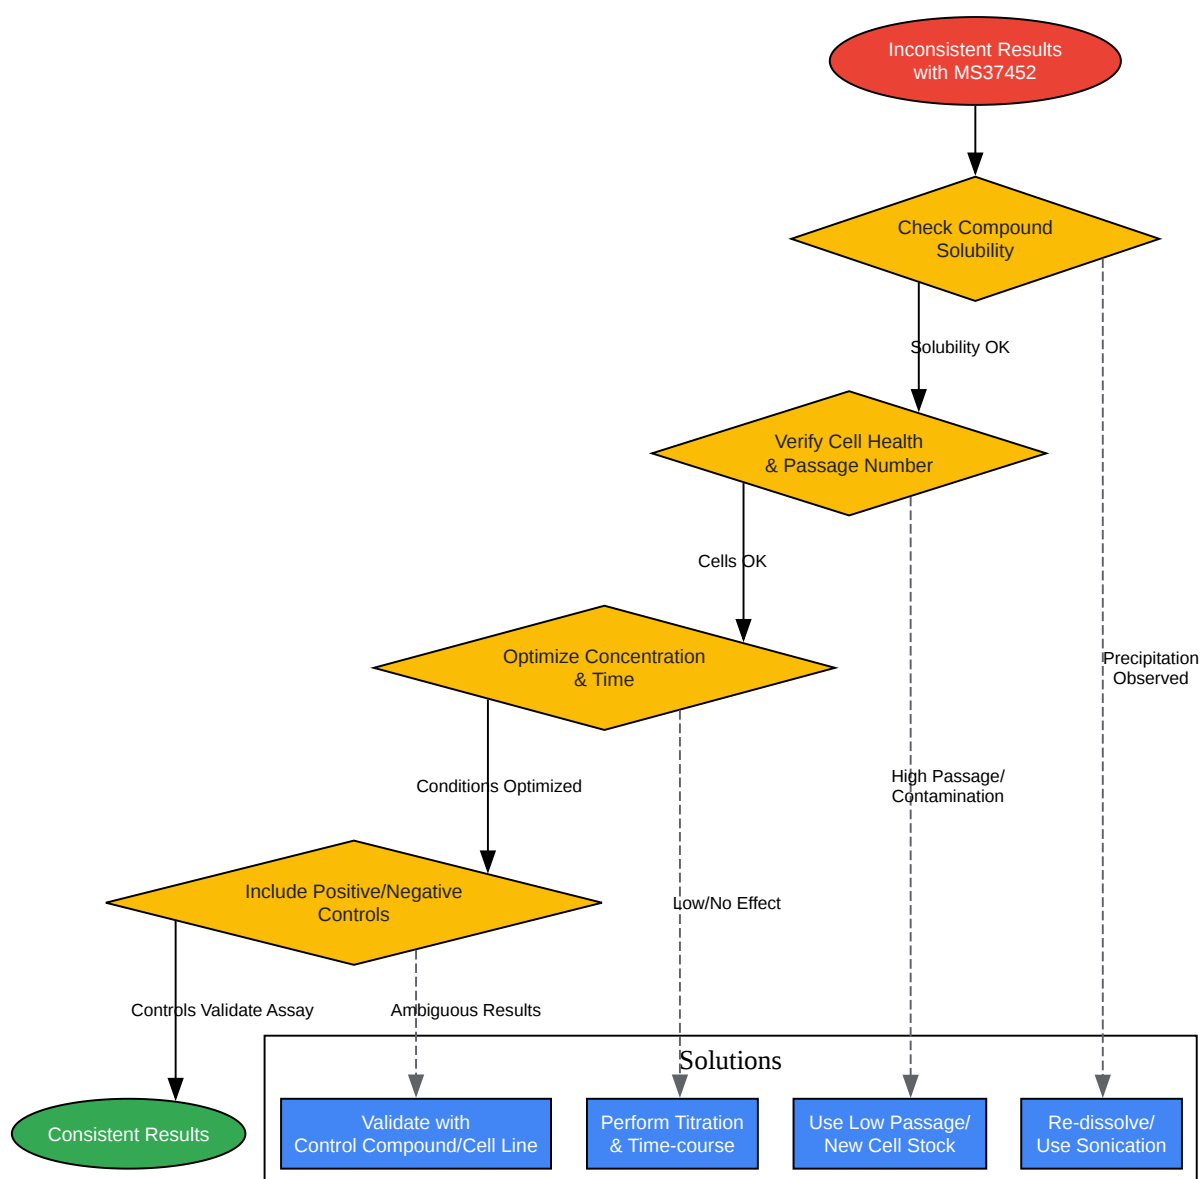 Inconsistent Results
with MS37452
Check Compound
Solubility
Solubility OK
Verify Cell Health
& Passage Number
Cells OK
Optimize Concentration
& Time
Precipitation
Observed
Conditions Optimized
High Passage/
Contamination
Include Positive/Negative
Controls
Low/No Effect
Controls Validate Assay
Ambiguous Results
Solutions
Consistent Results
Validate with
Control Compound/Cell Line
Perform Titration
& Time-course
Use Low Passage/
New Cell Stock
Re-dissolve/
Use Sonication